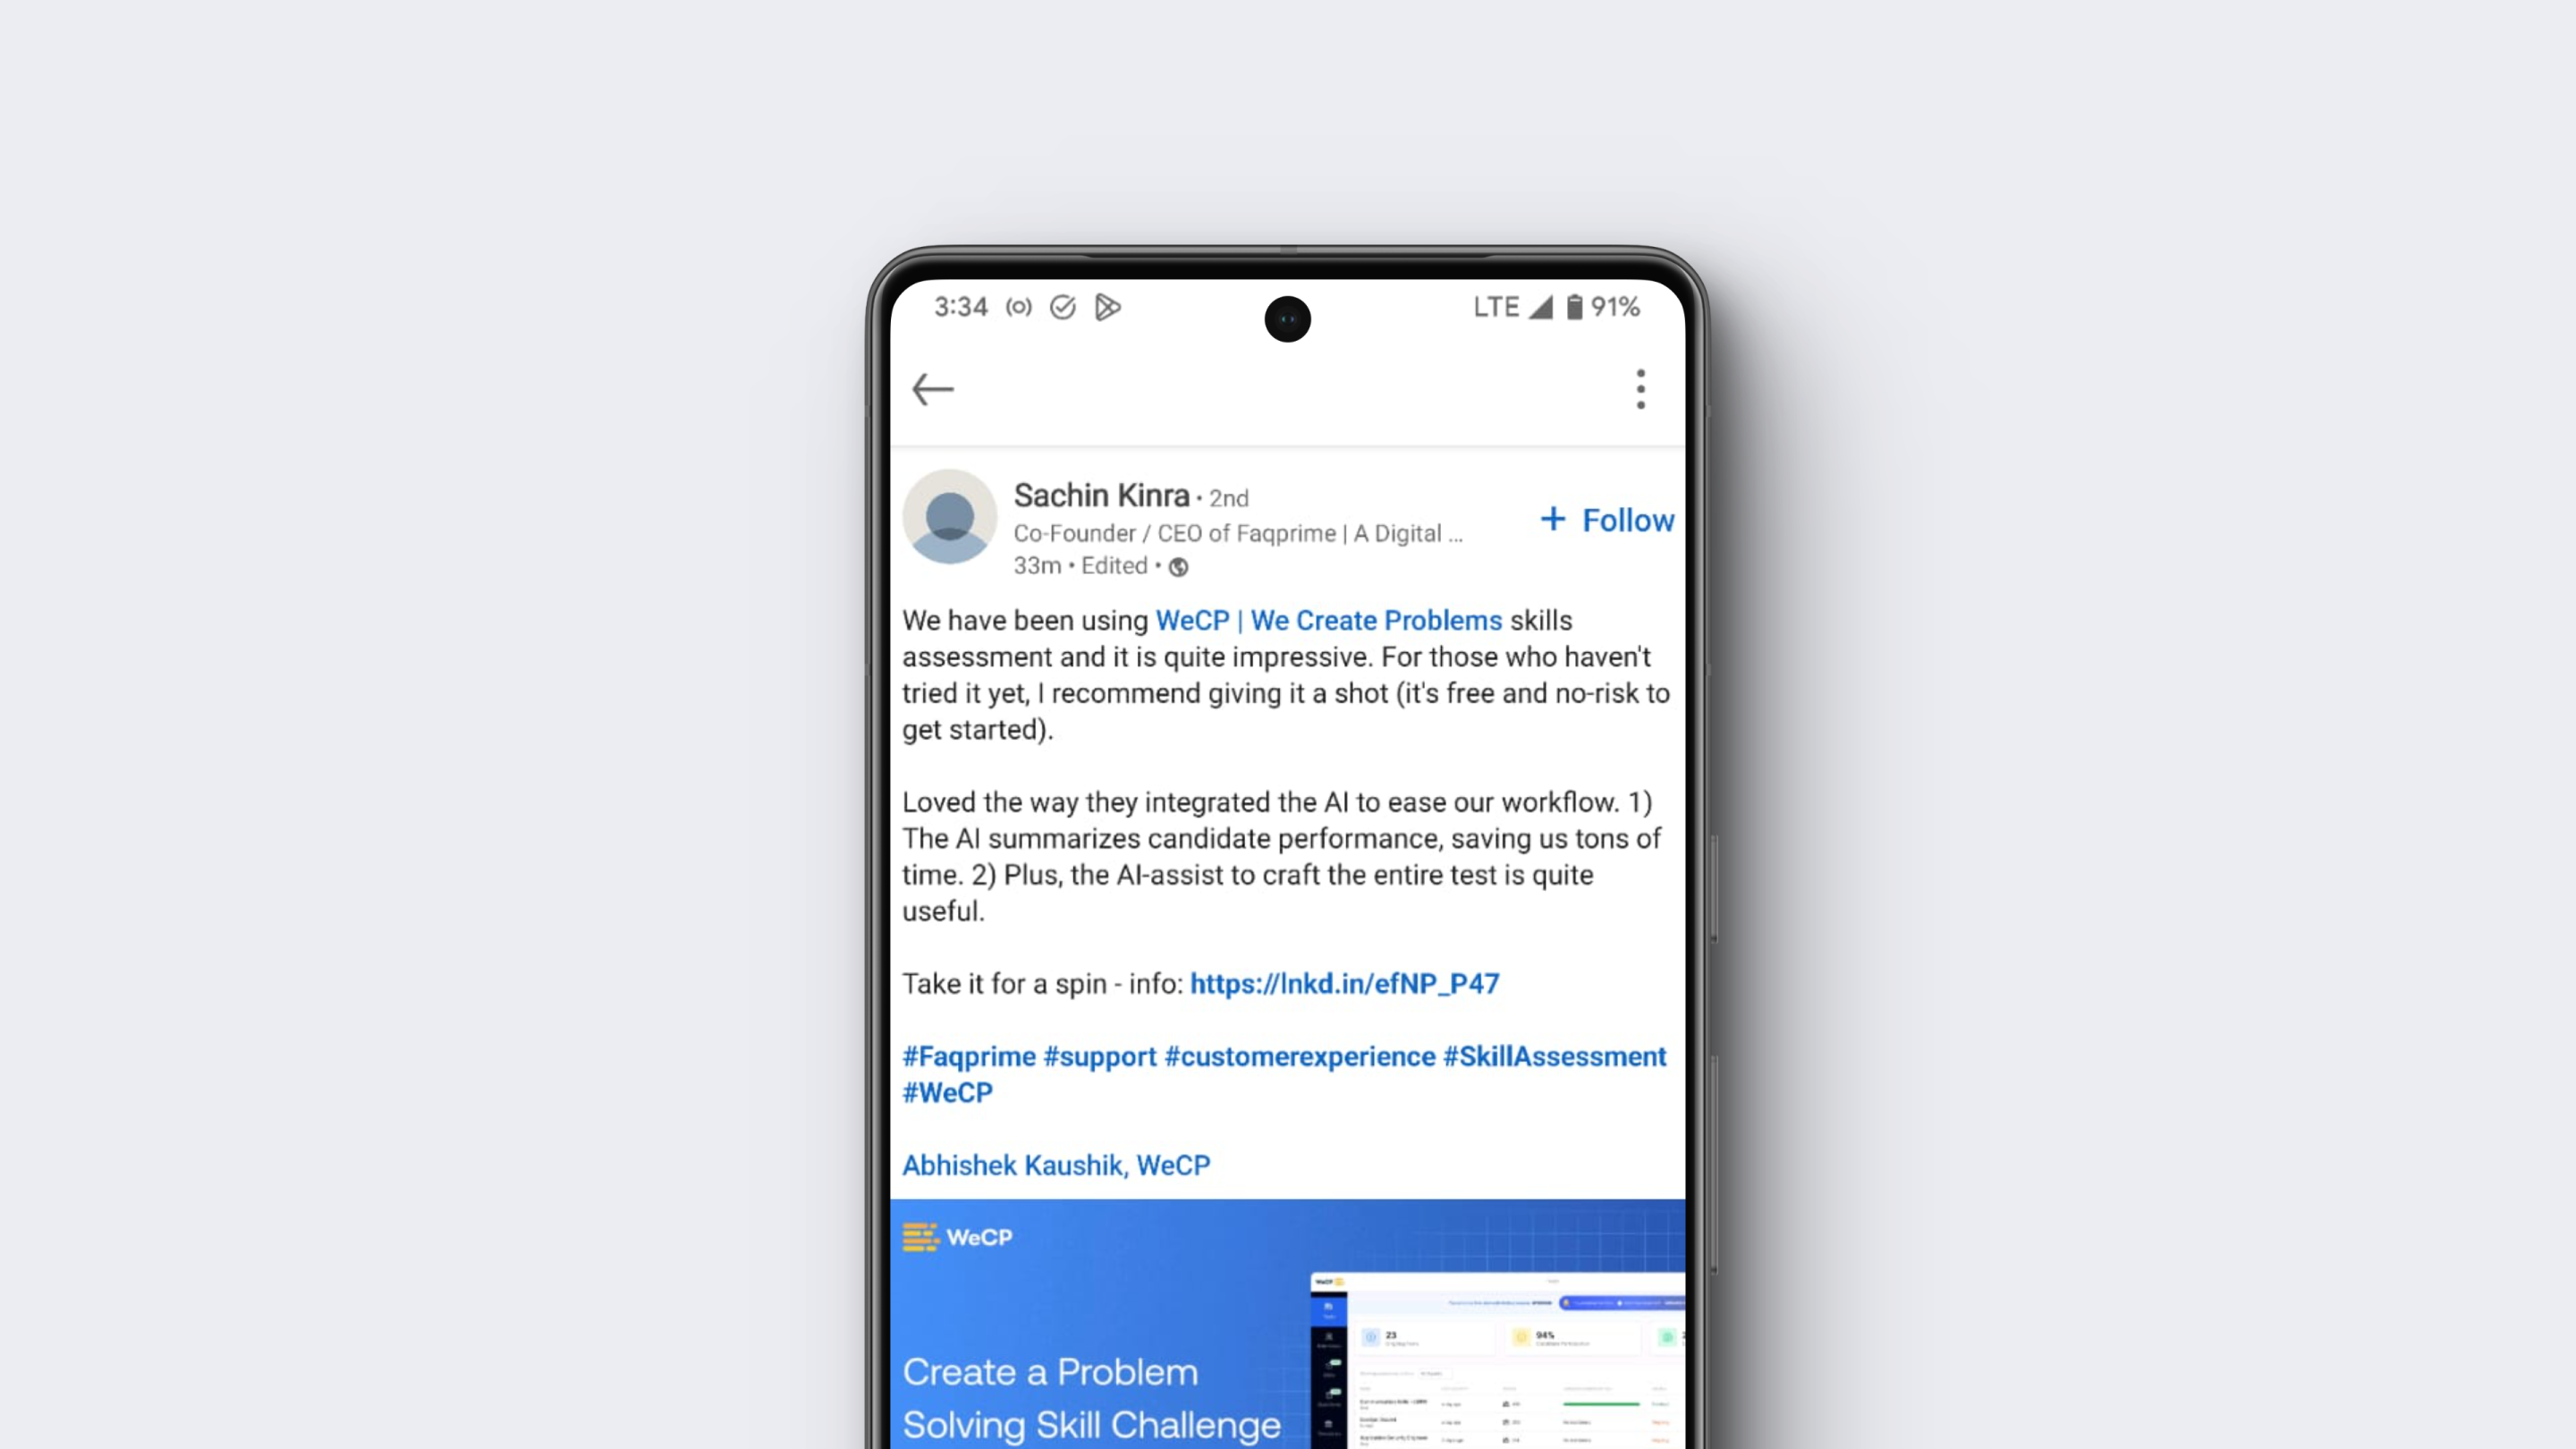 3:34 LTE 91%
Sachin Kinra • 2nd
Co-Founder / CEO of Faqprime | A Digital ...
33m • Edited •
+ Follow
We have been using WeCP | We Create Problems skills
assessment and it is quite impressive. For those who haven't
tried it yet, I recommend giving it a shot (it's free and no-risk to
get started).
Loved the way they integrated the AI to ease our workflow. 1)
The AI summarizes candidate performance, saving us tons of
time. 2) Plus, the AI-assist to craft the entire test is quite
useful.
Take it for a spin - info: https://lnkd.in/efNP_P47
#Faqprime #support #customerexperience #SkillAssessment
#WeCP
Abhishek Kaushik, WeCP
WeCP
Create a Problem
Solving Skill Challenge
WeCP
23
94%